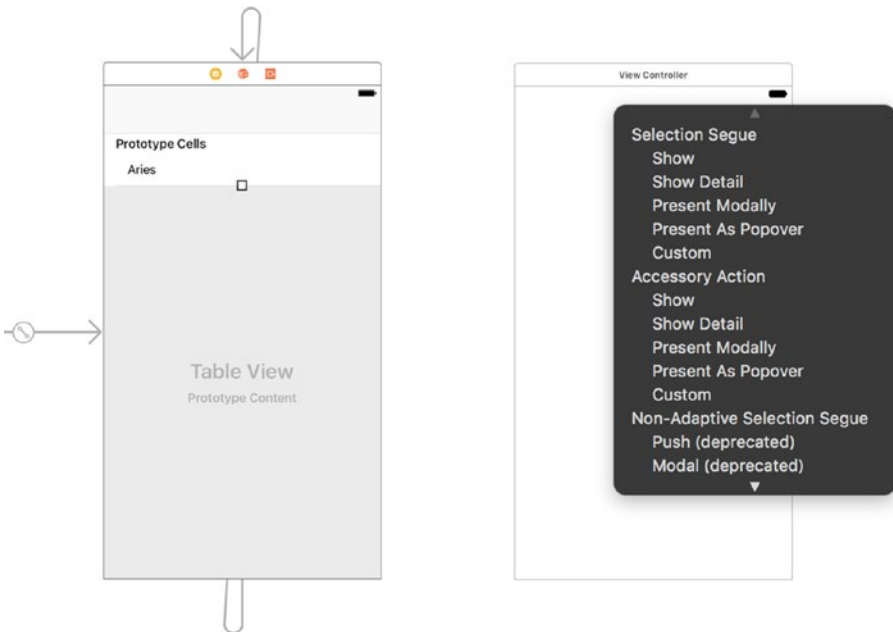 Prototype Cells
Aries
Table View
Prototype Content
View Controller
Selection Segue
Show
Show Detail
Present Modally
Present As Popover
Custom
Accessory Action
Show
Show Detail
Present Modally
Present As Popover
Custom
Non-Adaptive Selection Segue
Push (deprecated)
Modal (deprecated)